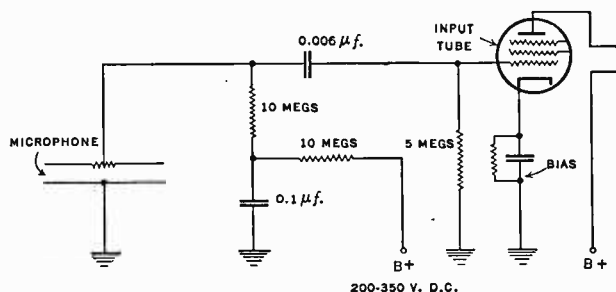 0.006 μf.
INPUT
TUBE
10 MEGS
MICROPHONE
10 MEGS
5 MEGS
BIAS
0.1 μf.
B+
B+
200-350 V. D.C.